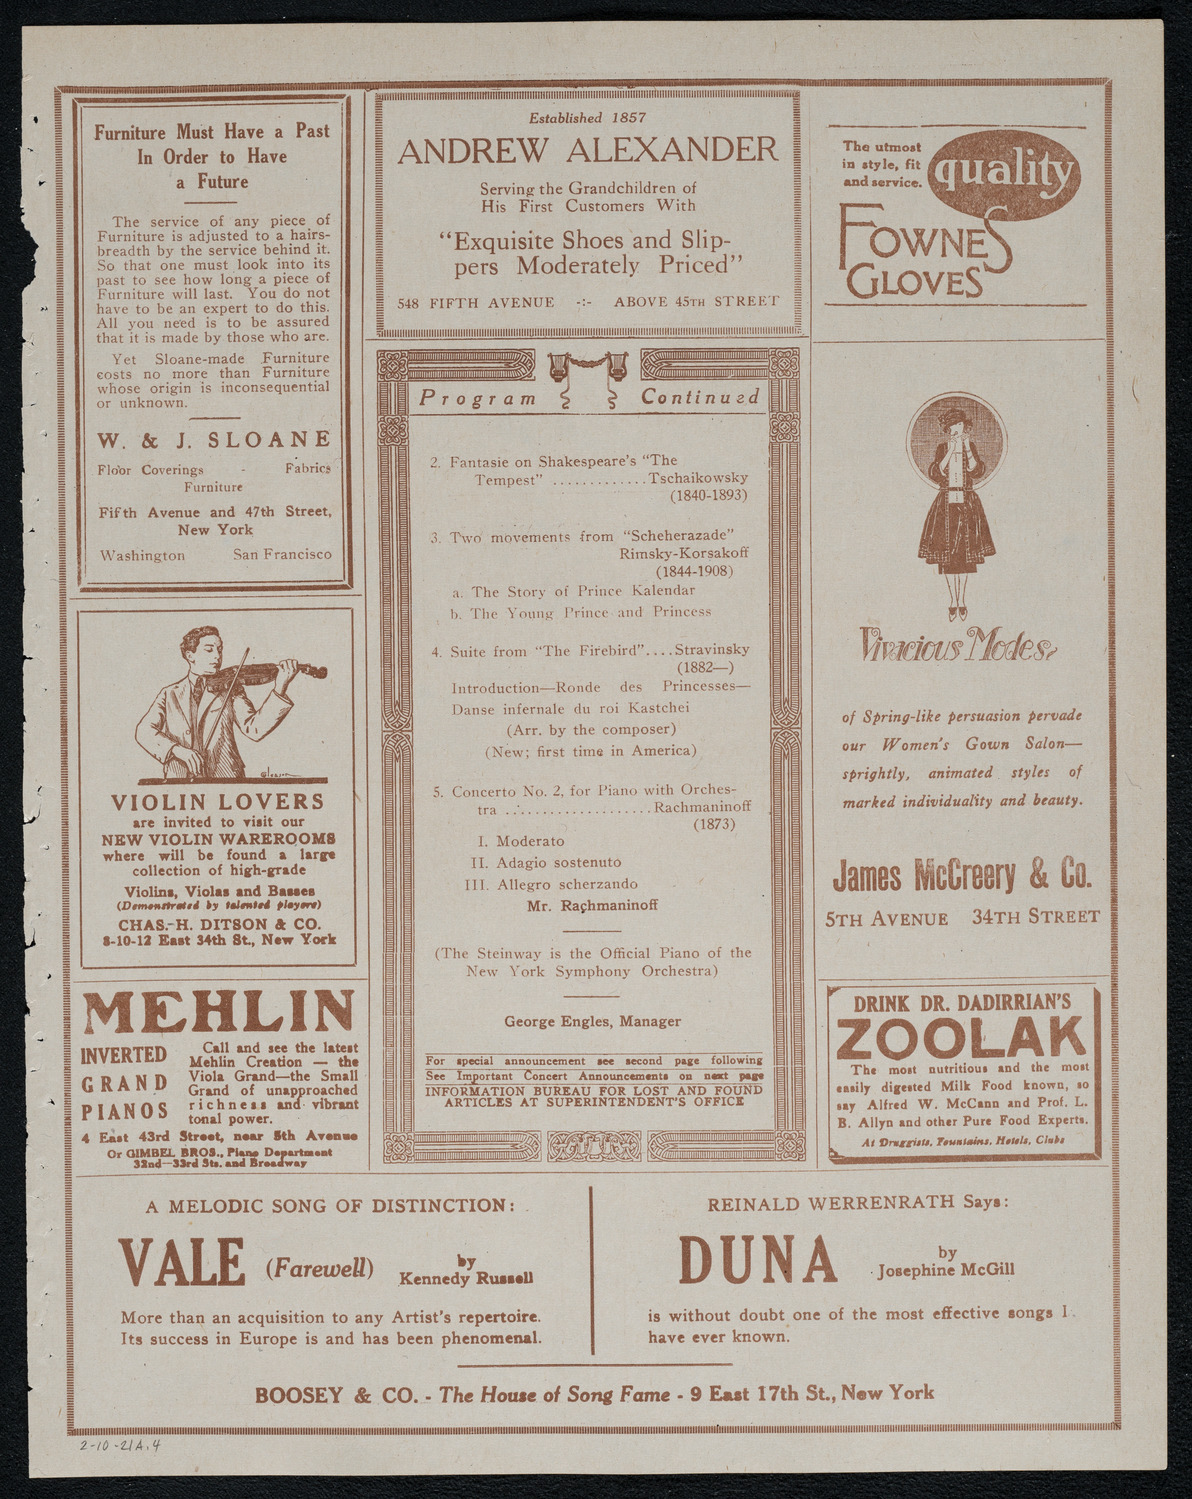 Furniture Must Have a Past
In Order to Have
a Future
The service of any piece of
Furniture is adjusted to a hairs-
breadth by the service behind it.
So that one must look into its
past to see how long a piece of
Furniture will last. You do not
have to be an expert to do this.
All you need is to be assured
that it is made by those who are.
Yet Sloane-made Furniture
costs no more than Furniture
whose origin is inconsequential
or unknown.
W. & J. SLOANE
Floor Coverings - Fabrics
Furniture
Fifth Avenue and 47th Street,
New York
Washington San Francisco
VIOLIN LOVERS
are invited to visit our
NEW VIOLIN WAREROOMS
where will be found a large
collection of high-grade
Violins, Violas and Basses
(Demonstrated by talented players)
CHAS. H. DITSON & CO.
8-10-12 East 34th St., New York
MEHLIN
INVERTED
GRAND
PIANOS
Call and see the latest
Mehlin Creation — the
Viola Grand—the Small
Grand of unapproached
richness and vibrant
tonal power.
4 East 43rd Street, near 5th Avenue
Or GIMBEL BROS., Piano Department
32nd—33rd Sts. and Broadway
Established 1857
ANDREW ALEXANDER
Serving the Grandchildren of
His First Customers With
"Exquisite Shoes and Slip-
pers Moderately Priced"
548 FIFTH AVENUE -:- ABOVE 45TH STREET
Program Continued
2. Fantasie on Shakespeare's "The
Tempest" .............Tschaikowsky
(1840-1893)
3. Two movements from "Scheherazade"
Rimsky-Korsakoff
(1844-1908)
a. The Story of Prince Kalendar
b. The Young Prince and Princess
4. Suite from "The Firebird"....Stravinsky
(1882—)
Introduction—Ronde des Princesses—
Danse infernale du roi Kastchei
(Arr. by the composer)
(New; first time in America)
5. Concerto No. 2, for Piano with Orches-
tra ....................Rachmaninoff
(1873)
I. Moderato
II. Adagio sostenuto
III. Allegro scherzando
Mr. Rachmaninoff
(The Steinway is the Official Piano of the
New York Symphony Orchestra)
George Engles, Manager
For special announcement see second page following
See Important Concert Announcements on next page
INFORMATION BUREAU FOR LOST AND FOUND
ARTICLES AT SUPERINTENDENT'S OFFICE
The utmost
in style, fit
and service.
quality
FOWNES
GLOVES
Vivacious Modes
of Spring-like persuasion pervade
our Women's Gown Salon—
sprightly, animated styles of
marked individuality and beauty.
James McCreery & Co.
5TH AVENUE 34TH STREET
DRINK DR. DADIRRIAN'S
ZOOLAK
The most nutritious and the most
easily digested Milk Food known, so
say Alfred W. McCann and Prof. L.
B. Allyn and other Pure Food Experts.
At Druggists, Fountains, Hotels, Clubs
A MELODIC SONG OF DISTINCTION:
VALE (Farewell) by
Kennedy Russell
More than an acquisition to any Artist's repertoire.
Its success in Europe is and has been phenomenal.
REINALD WERRENRATH Says:
DUNA by
Josephine McGill
is without doubt one of the most effective songs I
have ever known.
BOOSEY & CO. - The House of Song Fame - 9 East 17th St., New York
2-10-21A.4